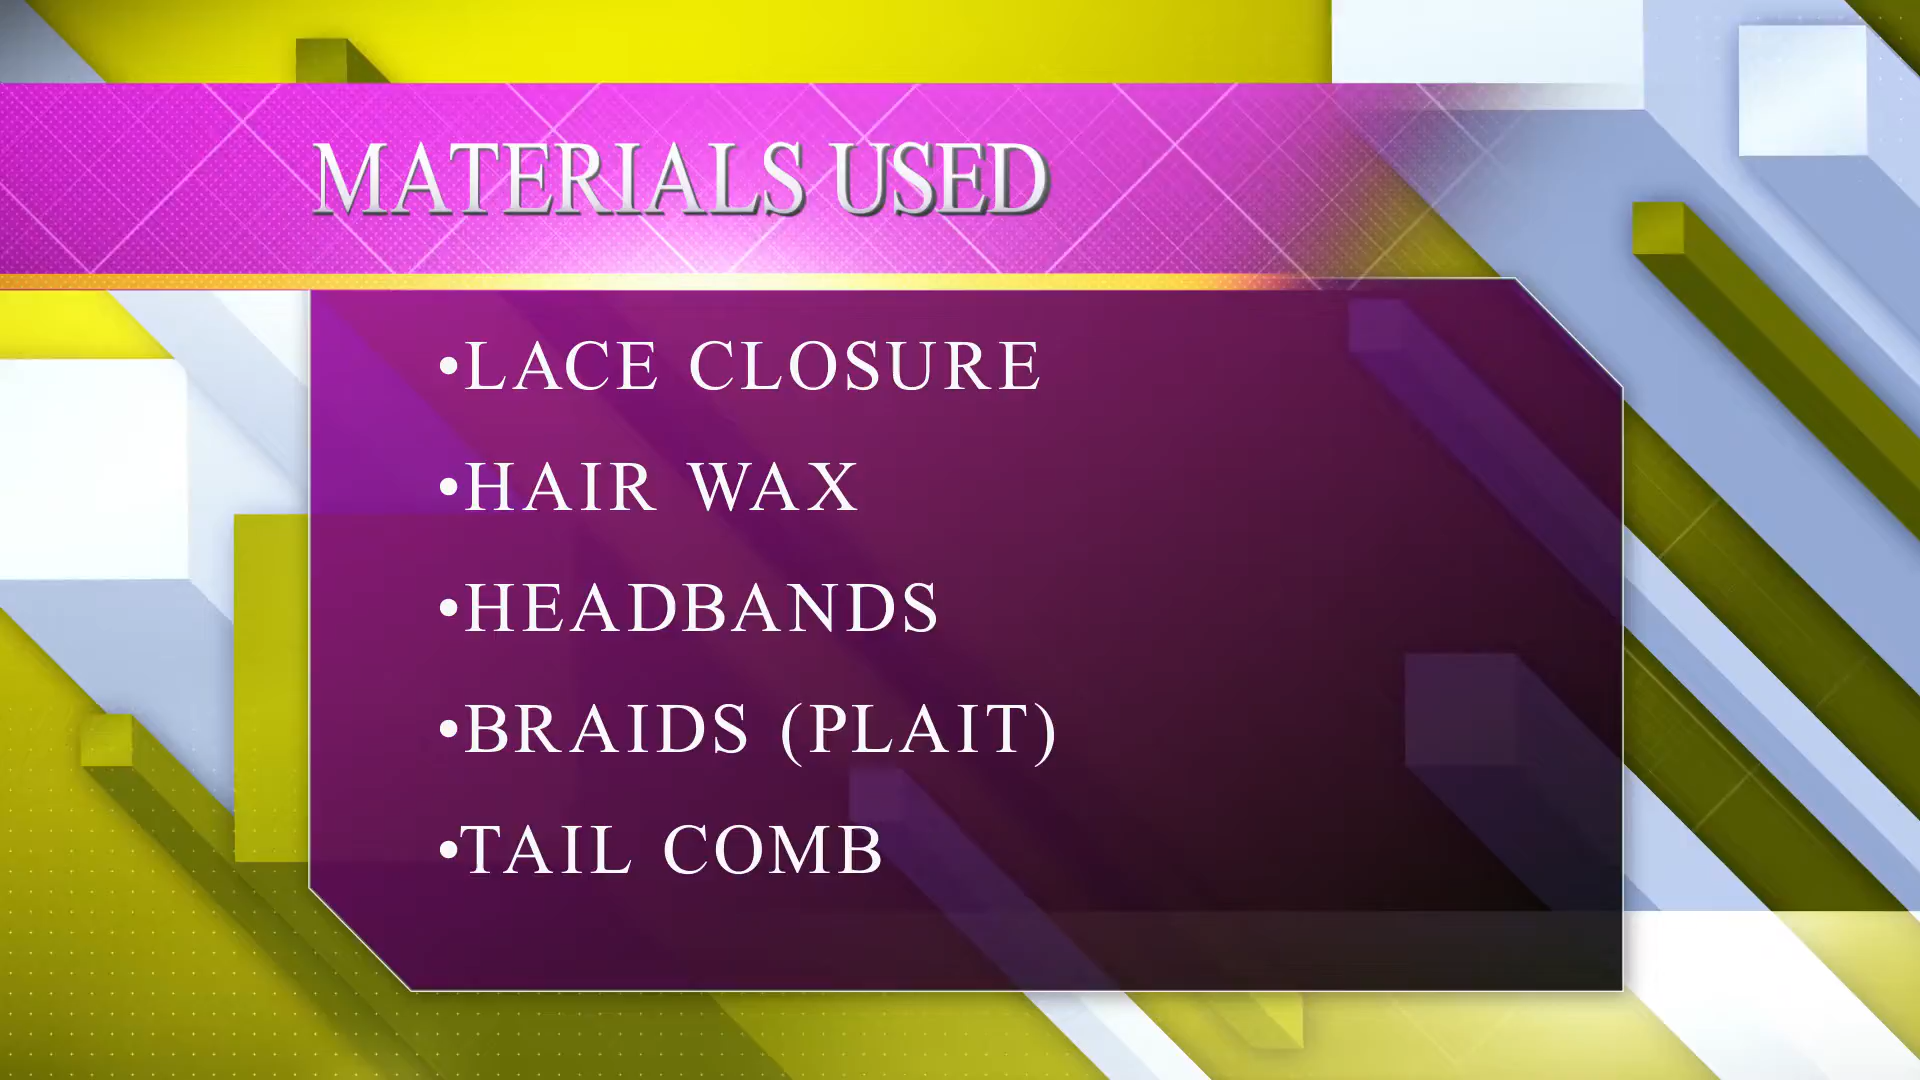 MATERIALS USED
•LACE CLOSURE
•HAIR WAX
•HEADBANDS
•BRAIDS (PLAIT)
•TAIL COMB